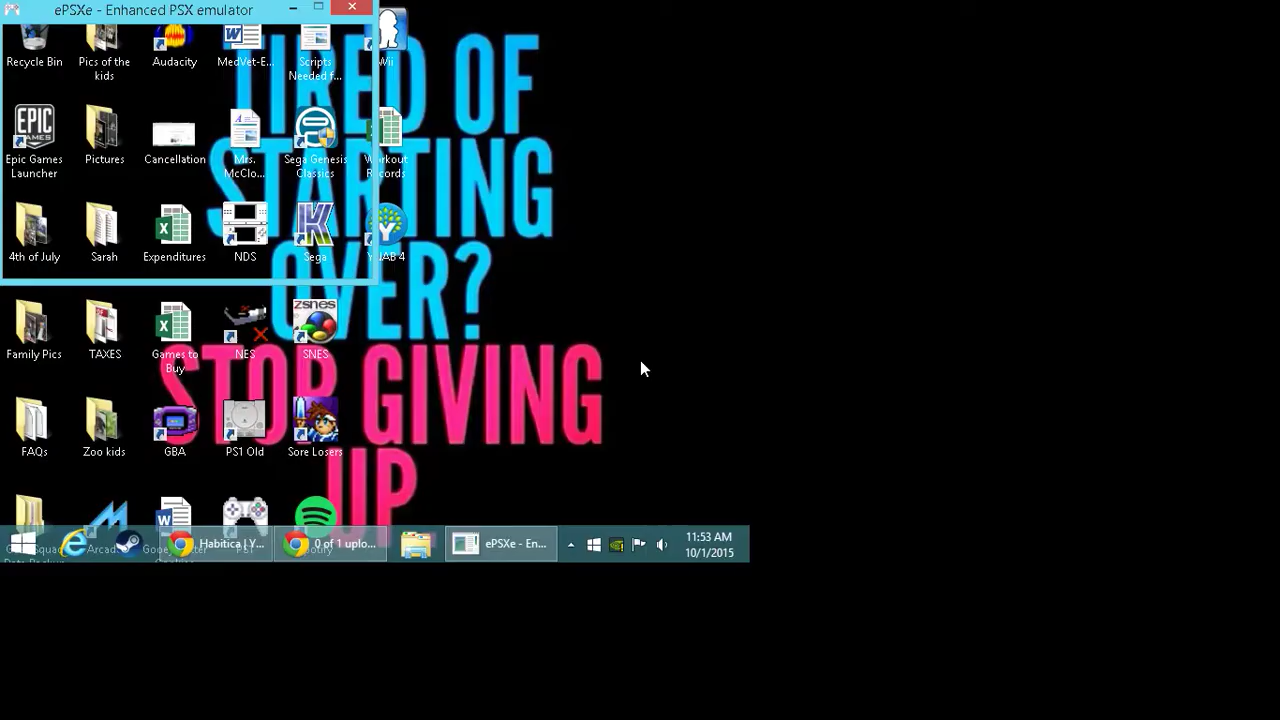 ePSXe - Enhanced PSX emulator
TIRED OF
STARTING
OVER?
STOP GIVING
UP
Recycle Bin
Pics of the
kids
Audacity
MedVet-E...
Scripts
Needed f...
Wii
EPIC
GAMES
Epic Games
Launcher
Pictures
Cancellation
Mrs.
McClo...
Sega Genesis
Classics
Workout
Records
4th of July
Sarah
Expenditures
NDS
Sega
YNAB 4
zsnes
Family Pics
TAXES
Games to
Buy
NES
SNES
FAQs
Zoo kids
GBA
PS1 Old
Sore Losers
Habitica | Y...
0 of 1 uplo...
ePSXe - En...
11:53 AM
10/1/2015